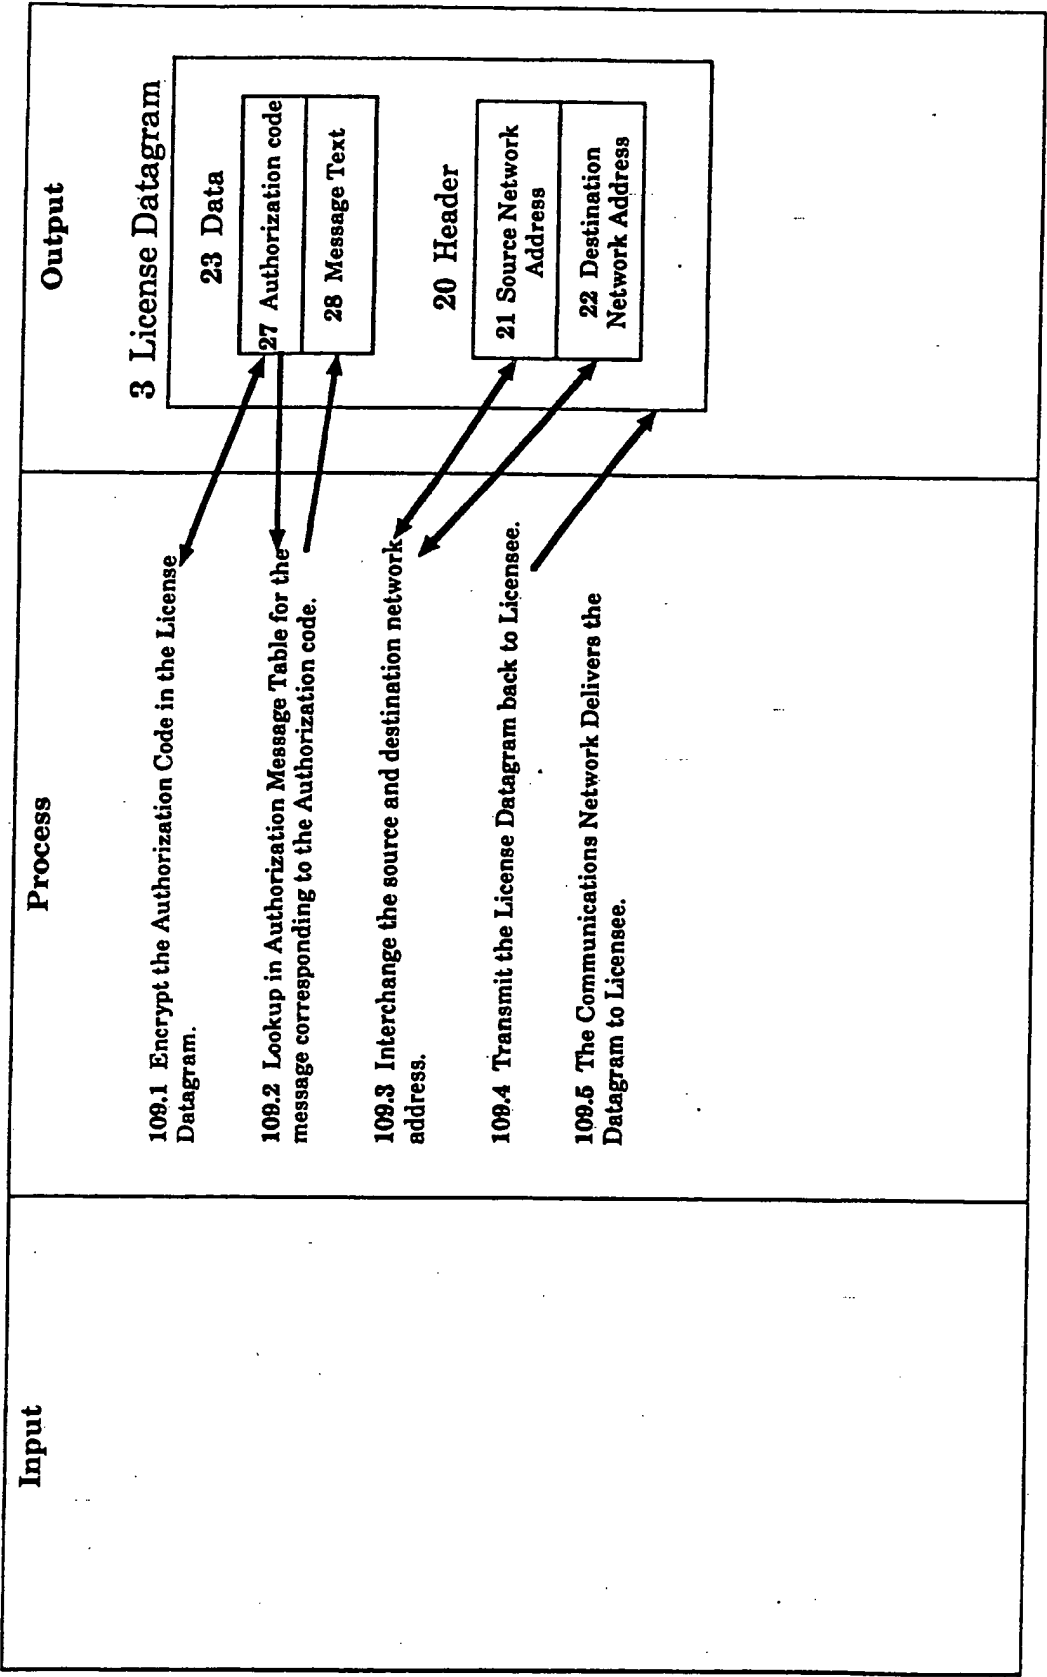 Input
Process
109.1 Encrypt the Authorization Code in the License
Datagram.
109.2 Lookup in Authorization Message Table for the
message corresponding to the Authorization code.
109.3 Interchange the source and destination network
address.
109.4 Transmit the License Datagram back to Licensee.
109.5 The Communications Network Delivers the
Datagram to Licensee.
Output
3 License Datagram
23 Data
27 Authorization code
28 Message Text
20 Header
21 Source Network
Address
22 Destination
Network Address